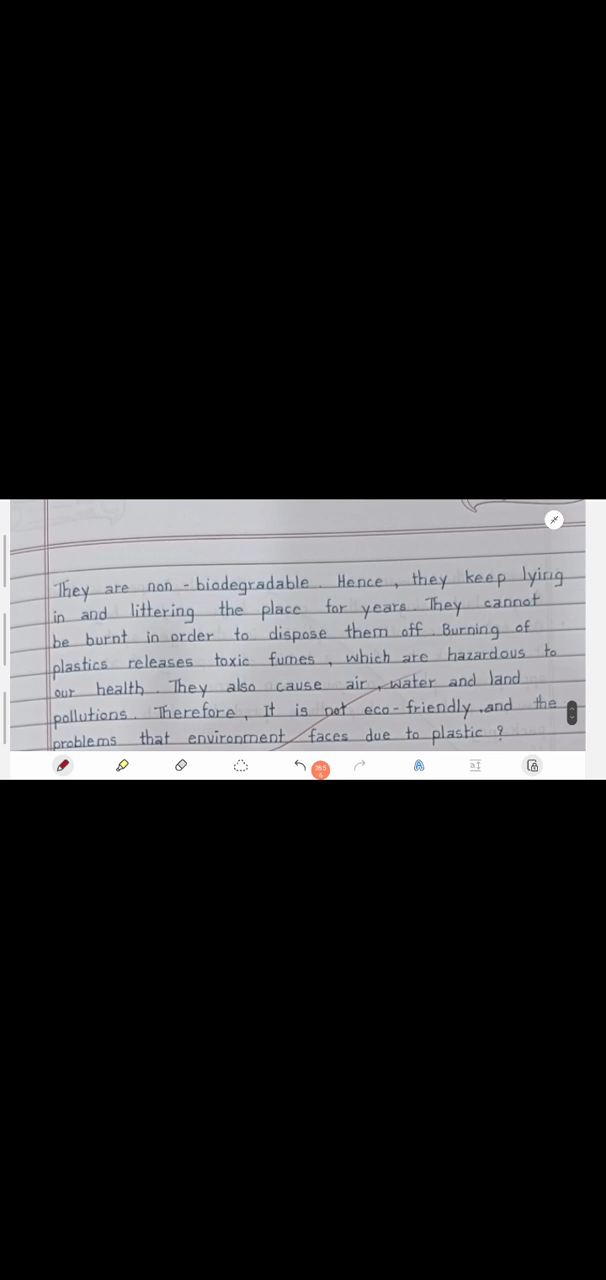 They are non-biodegradable. Hence, they keep lying
in and littering the place for years. They cannot
be burnt in order to dispose them off. Burning of
plastics releases toxic fumes, which are hazardous to
our health. They also cause air, water and land
pollutions. Therefore, It is not eco-friendly. and the
problems that environment faces due to plastic?